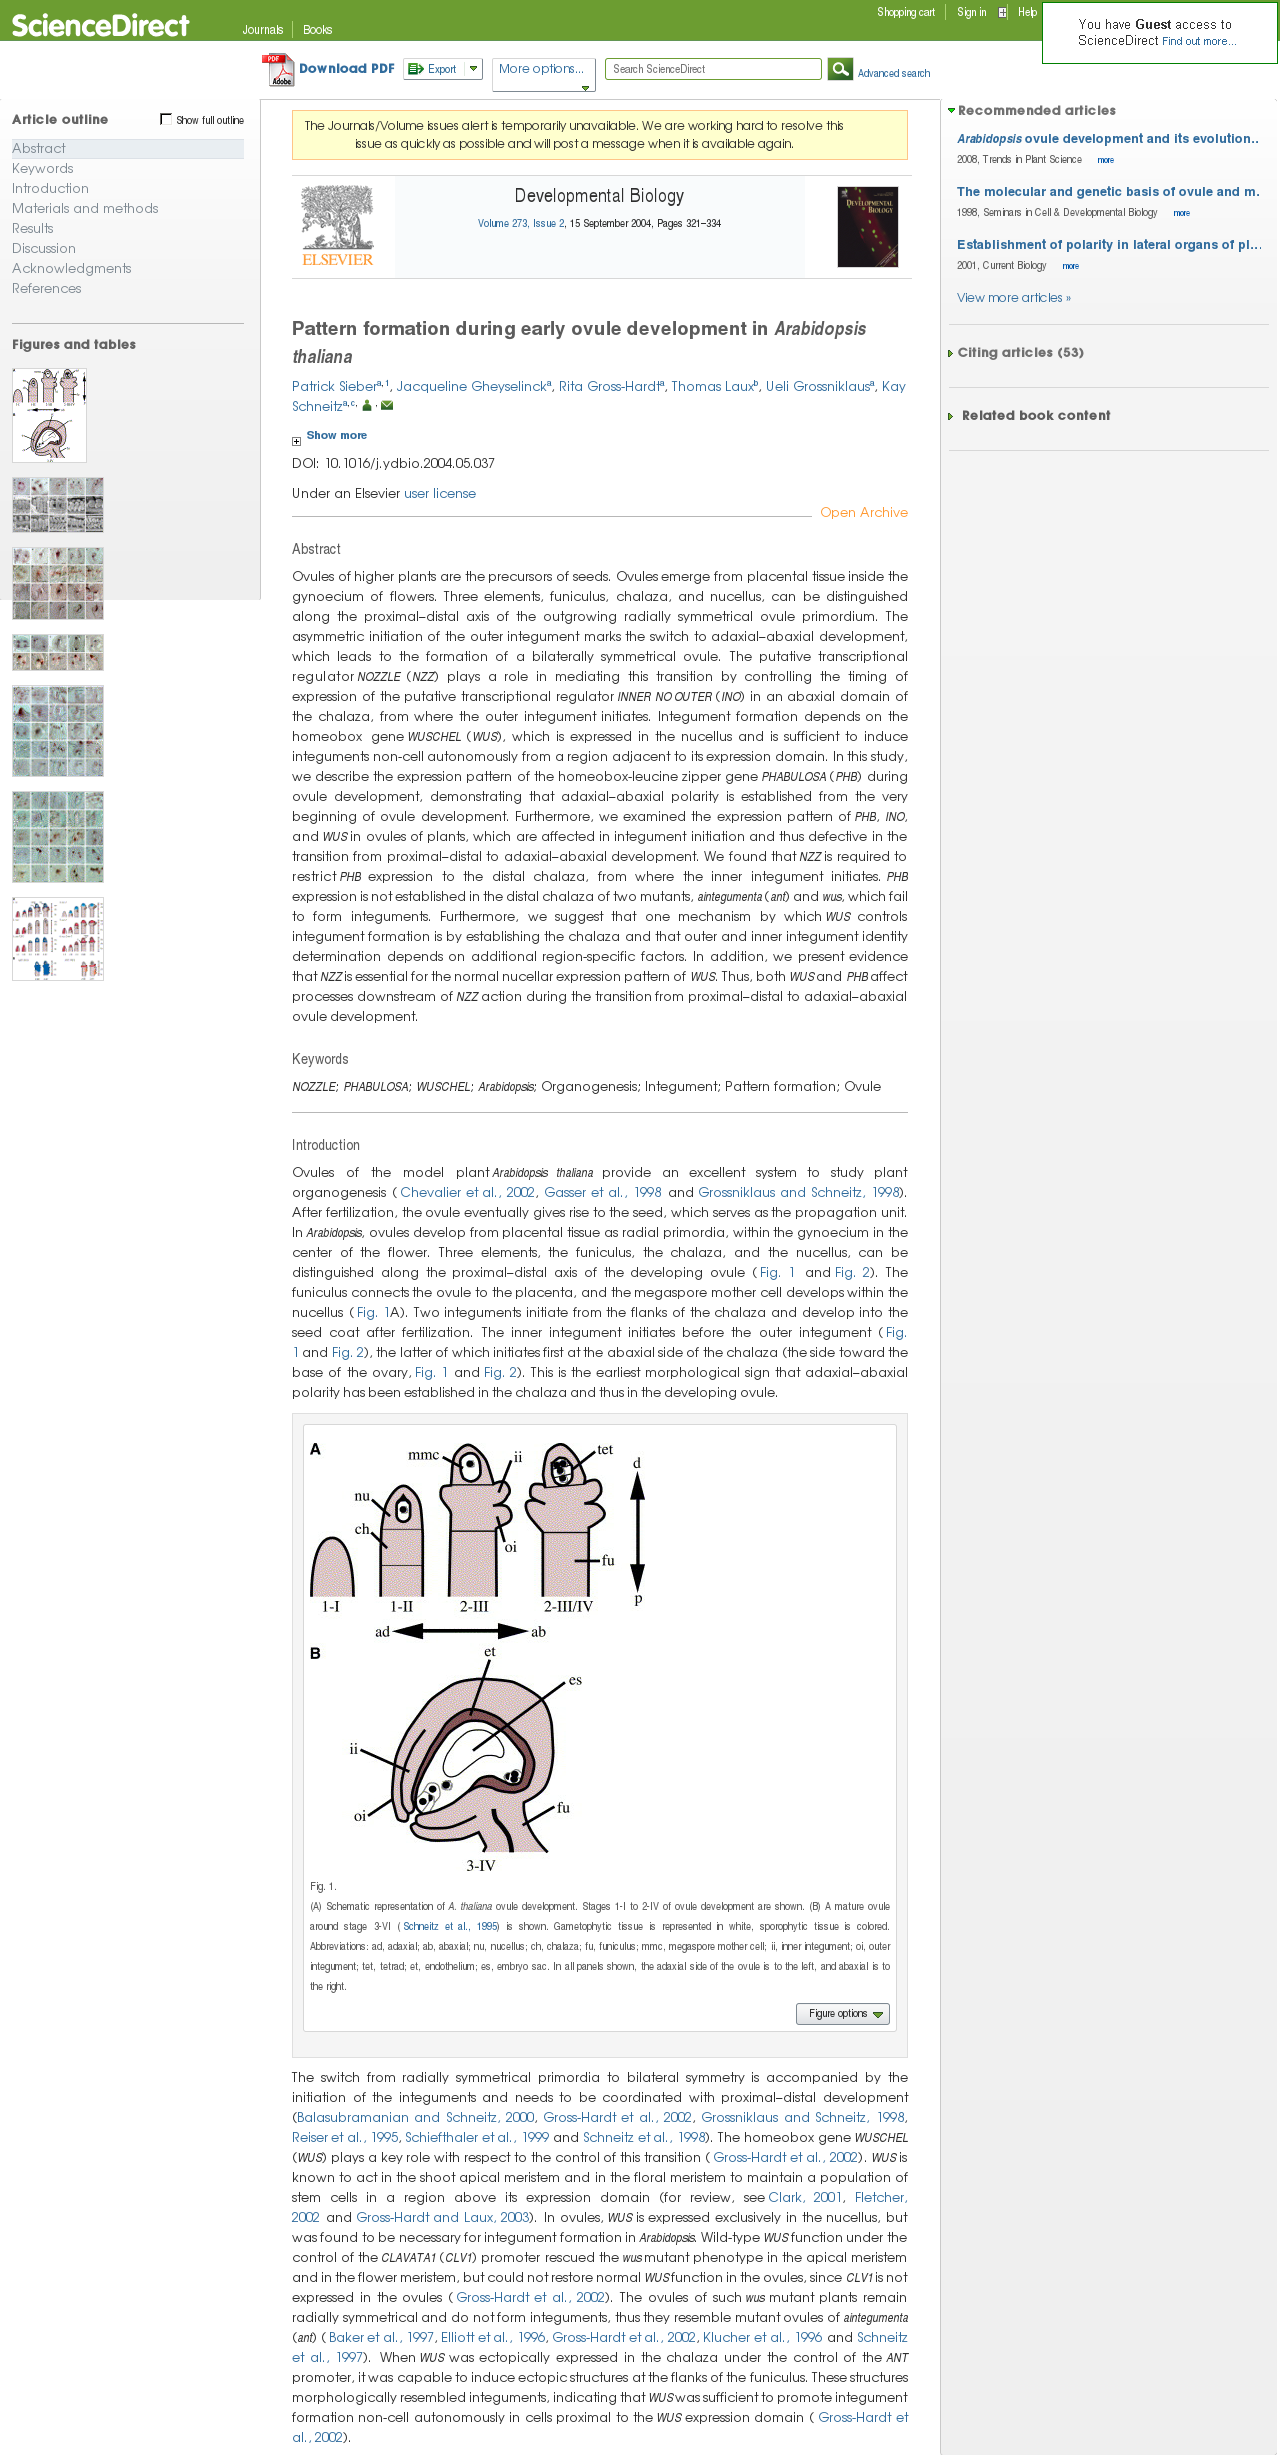 ScienceDirect
Journals
Books
Shopping cart
Sign in
Help
You have Guest access to
ScienceDirect Find out more...
Download PDF
Export
More options...
Search ScienceDirect
Advanced search
Article outline
Show full outline
Abstract
Keywords
Introduction
Materials and methods
Results
Discussion
Acknowledgments
References
Figures and tables
The Journals/Volume issues alert is temporarily unavailable. We are working hard to resolve this
issue as quickly as possible and will post a message when it is available again.
ELSEVIER
Developmental Biology
Volume 273, Issue 2, 15 September 2004, Pages 321–334
DEVELOPMENTAL
BIOLOGY
Pattern formation during early ovule development in Arabidopsis
thaliana
Patrick Sieber a, 1, Jacqueline Gheyselinck a, Rita Gross-Hardt a, Thomas Laux b, Ueli Grossniklaus a, Kay
Schneitz a, c,
Show more
DOI: 10.1016/j.ydbio.2004.05.037
Under an Elsevier user license
Open Archive
Abstract
Ovules of higher plants are the precursors of seeds. Ovules emerge from placental tissue inside the
gynoecium of flowers. Three elements, funiculus, chalaza, and nucellus, can be distinguished
along the proximal–distal axis of the outgrowing radially symmetrical ovule primordium. The
asymmetric initiation of the outer integument marks the switch to adaxial–abaxial development,
which leads to the formation of a bilaterally symmetrical ovule. The putative transcriptional
regulator NOZZLE (NZZ) plays a role in mediating this transition by controlling the timing of
expression of the putative transcriptional regulator INNER NO OUTER (INO) in an abaxial domain of
the chalaza, from where the outer integument initiates. Integument formation depends on the
homeobox gene WUSCHEL (WUS), which is expressed in the nucellus and is sufficient to induce
integuments non-cell autonomously from a region adjacent to its expression domain. In this study,
we describe the expression pattern of the homeobox-leucine zipper gene PHABULOSA (PHB) during
ovule development, demonstrating that adaxial–abaxial polarity is established from the very
beginning of ovule development. Furthermore, we examined the expression pattern of PHB, INO,
and WUS in ovules of plants, which are affected in integument initiation and thus defective in the
transition from proximal–distal to adaxial–abaxial development. We found that NZZ is required to
restrict PHB expression to the distal chalaza, from where the inner integument initiates. PHB
expression is not established in the distal chalaza of two mutants, aintegumenta (ant) and wus, which fail
to form integuments. Furthermore, we suggest that one mechanism by which WUS controls
integument formation is by establishing the chalaza and that outer and inner integument identity
determination depends on additional region-specific factors. In addition, we present evidence
that NZZ is essential for the normal nucellar expression pattern of WUS. Thus, both WUS and PHB affect
processes downstream of NZZ action during the transition from proximal–distal to adaxial–abaxial
ovule development.
Keywords
NOZZLE; PHABULOSA; WUSCHEL; Arabidopsis; Organogenesis; Integument; Pattern formation; Ovule
Introduction
Ovules of the model plant Arabidopsis thaliana provide an excellent system to study plant
organogenesis ( Chevalier et al., 2002, Gasser et al., 1998 and Grossniklaus and Schneitz, 1998).
After fertilization, the ovule eventually gives rise to the seed, which serves as the propagation unit.
In Arabidopsis, ovules develop from placental tissue as radial primordia, within the gynoecium in the
center of the flower. Three elements, the funiculus, the chalaza, and the nucellus, can be
distinguished along the proximal–distal axis of the developing ovule ( Fig. 1 and Fig. 2). The
funiculus connects the ovule to the placenta, and the megaspore mother cell develops within the
nucellus ( Fig. 1A). Two integuments initiate from the flanks of the chalaza and develop into the
seed coat after fertilization. The inner integument initiates before the outer integument ( Fig.
1 and Fig. 2), the latter of which initiates first at the abaxial side of the chalaza (the side toward the
base of the ovary, Fig. 1 and Fig. 2). This is the earliest morphological sign that adaxial–abaxial
polarity has been established in the chalaza and thus in the developing ovule.
A
mmc
ii
tet
d
nu
ch
oi
fu
p
1-I
1-II
2-III
2-III/IV
ad
ab
B
et
es
ii
oi
fu
3-IV
Fig. 1.
(A) Schematic representation of A. thaliana ovule development. Stages 1-I to 2-IV of ovule development are shown. (B) A mature ovule
around stage 3-VI ( Schneitz et al., 1995) is shown. Gametophytic tissue is represented in white, sporophytic tissue is colored.
Abbreviations: ad, adaxial; ab, abaxial; nu, nucellus; ch, chalaza; fu, funiculus; mmc, megaspore mother cell; ii, inner integument; oi, outer
integument; tet, tetrad; et, endothelium; es, embryo sac. In all panels shown, the adaxial side of the ovule is to the left, and abaxial is to
the right.
Figure options
The switch from radially symmetrical primordia to bilateral symmetry is accompanied by the
initiation of the integuments and needs to be coordinated with proximal–distal development
(Balasubramanian and Schneitz, 2000, Gross-Hardt et al., 2002, Grossniklaus and Schneitz, 1998,
Reiser et al., 1995, Schiefthaler et al., 1999 and Schneitz et al., 1998). The homeobox gene WUSCHEL
(WUS) plays a key role with respect to the control of this transition ( Gross-Hardt et al., 2002). WUS is
known to act in the shoot apical meristem and in the floral meristem to maintain a population of
stem cells in a region above its expression domain (for review, see Clark, 2001, Fletcher,
2002 and Gross-Hardt and Laux, 2003). In ovules, WUS is expressed exclusively in the nucellus, but
was found to be necessary for integument formation in Arabidopsis. Wild-type WUS function under the
control of the CLAVATA1 (CLV1) promoter rescued the wus mutant phenotype in the apical meristem
and in the flower meristem, but could not restore normal WUS function in the ovules, since CLV1 is not
expressed in the ovules ( Gross-Hardt et al., 2002). The ovules of such wus mutant plants remain
radially symmetrical and do not form integuments, thus they resemble mutant ovules of aintegumenta
(ant) ( Baker et al., 1997, Elliott et al., 1996, Gross-Hardt et al., 2002, Klucher et al., 1996 and Schneitz
et al., 1997). When WUS was ectopically expressed in the chalaza under the control of the ANT
promoter, it was capable to induce ectopic structures at the flanks of the funiculus. These structures
morphologically resembled integuments, indicating that WUS was sufficient to promote integument
formation non-cell autonomously in cells proximal to the WUS expression domain ( Gross-Hardt et
al., 2002).
Recommended articles
Arabidopsis ovule development and its evolution..
2008, Trends in Plant Science more
The molecular and genetic basis of ovule and m.
1998, Seminars in Cell & Developmental Biology more
Establishment of polarity in lateral organs of pl...
2001, Current Biology more
View more articles »
Citing articles (53)
Related book content